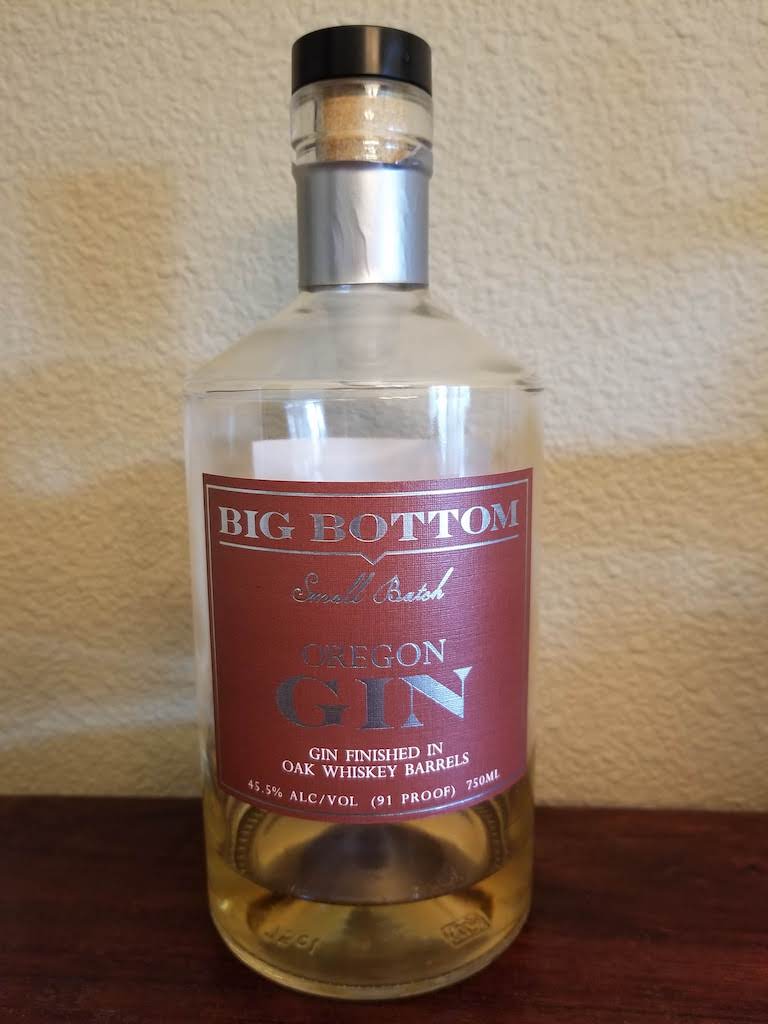 BIG BOTTOM
Small Batch
OREGON
GIN
GIN FINISHED IN
OAK WHISKEY BARRELS
45.5% ALC/VOL (91 PROOF) 750ML